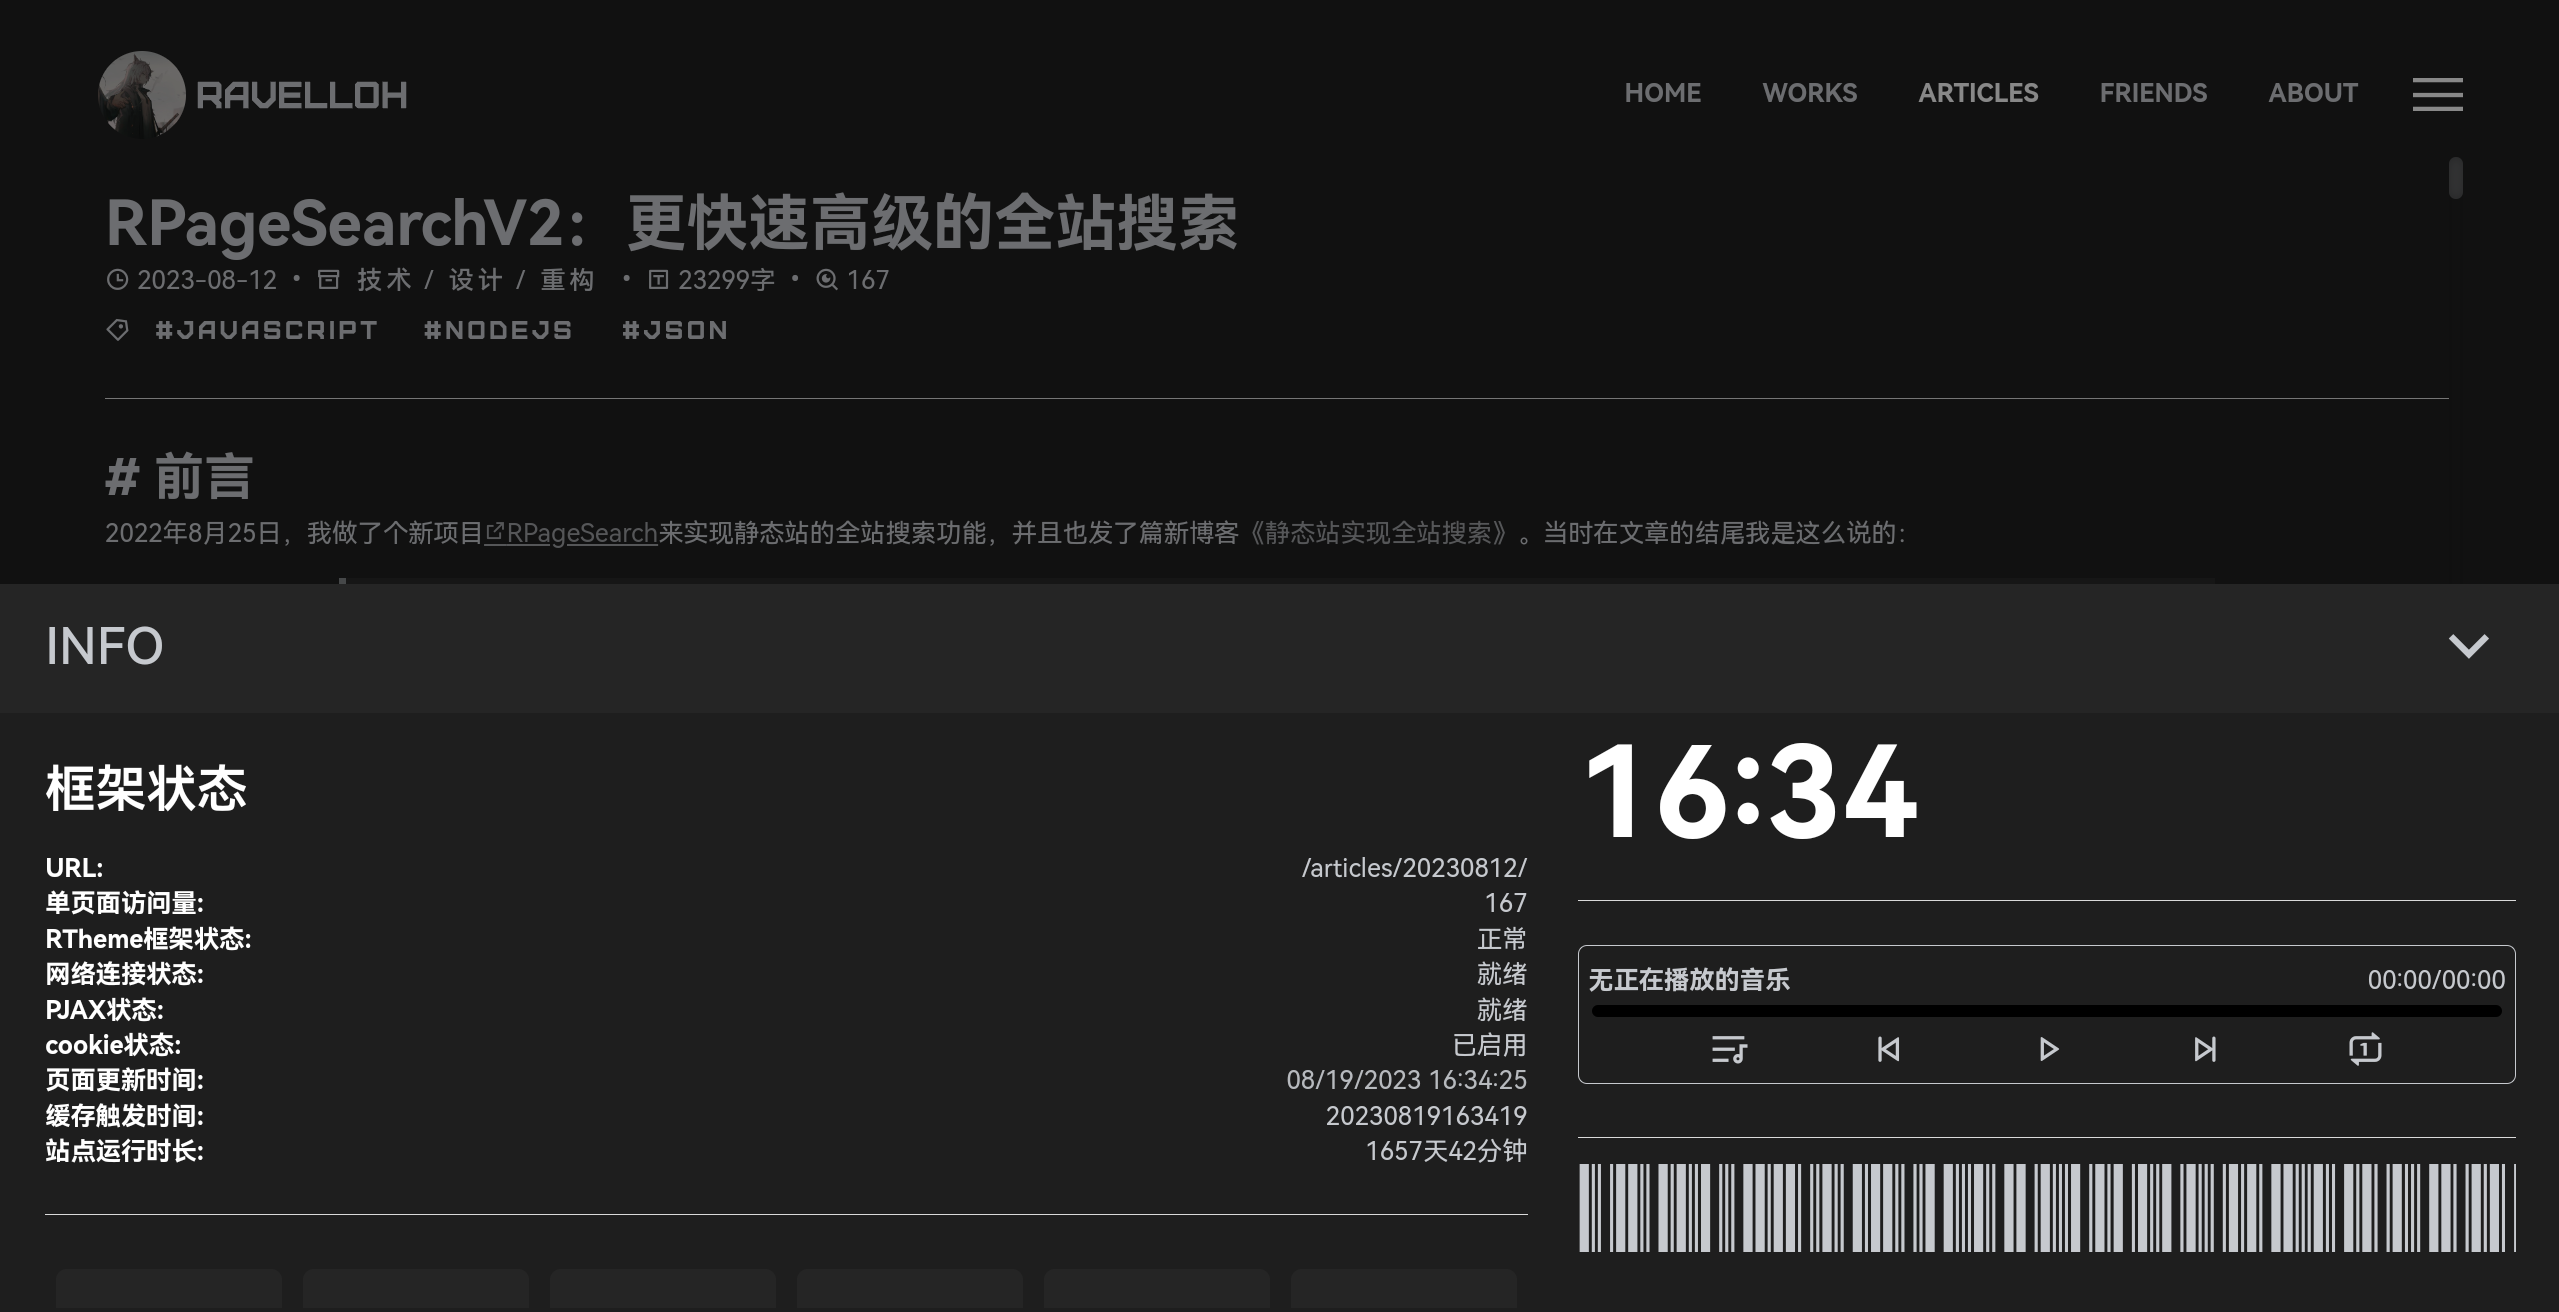 RAVELLOH
HOME WORKS ARTICLES FRIENDS ABOUT
RPageSearchV2：更快速高级的全站搜索
2023-08-12 • 技术 / 设计 / 重构 • 23299字 • 167
#JAVASCRIPT #NODEJS #JSON
# 前言
2022年8月25日，我做了个新项目RPageSearch来实现静态站的全站搜索功能，并且也发了篇新博客《静态站实现全站搜索》。当时在文章的结尾我是这么说的：
INFO
框架状态
URL: /articles/20230812/
单页面访问量: 167
RTheme框架状态: 正常
网络连接状态: 就绪
PJAX状态: 就绪
cookie状态: 已启用
页面更新时间: 08/19/2023 16:34:25
缓存触发时间: 20230819163419
站点运行时长: 1657天42分钟
16:34
无正在播放的音乐 00:00/00:00
1